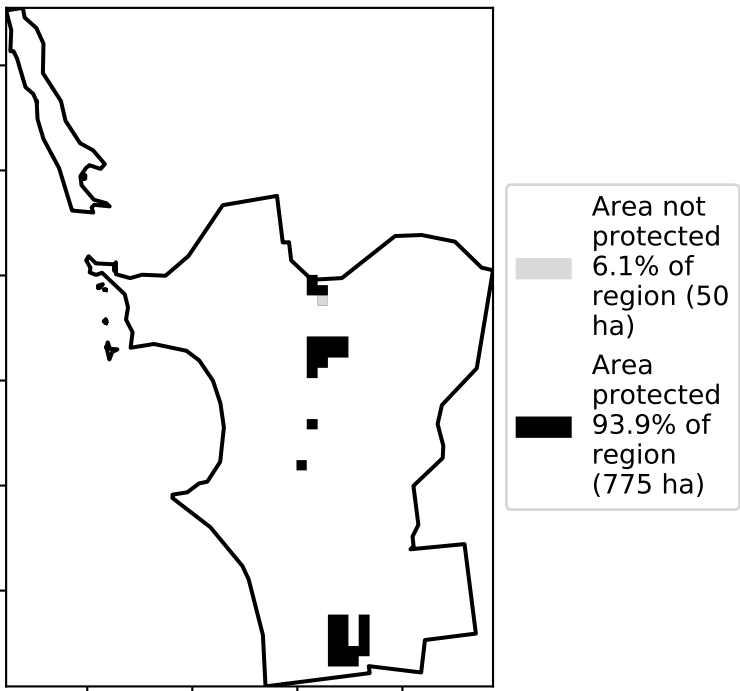 Area not
protected
6.1% of
region (50
ha)
Area
protected
93.9% of
region
(775 ha)